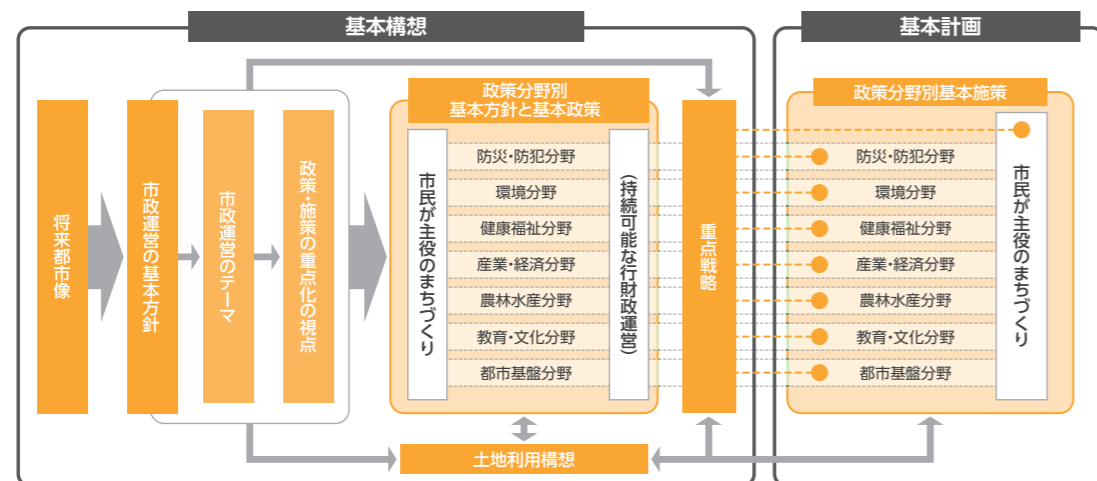 基本構想
将来都市像
市政運営の基本方針
市政運営のテーマ
政策・施策の重点化の視点
政策分野別
基本方針と基本政策
市民が主役のまちづくり
防災・防犯分野
環境分野
健康福祉分野
産業・経済分野
農林水産分野
教育・文化分野
都市基盤分野
(持続可能な行財政運営)
重点戦略
土地利用構想
基本計画
政策分野別基本施策
防災・防犯分野
環境分野
健康福祉分野
産業・経済分野
農林水産分野
教育・文化分野
都市基盤分野
市民が主役のまちづくり